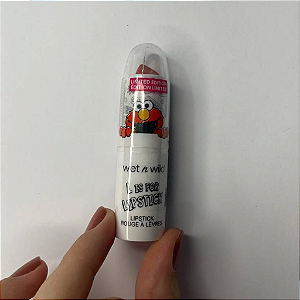 LIMITED EDITION
ÉDITION LIMITÉE
wet n wild
L IS FOR
LIPSTICK
LIPSTICK
ROUGE À LÈVRES